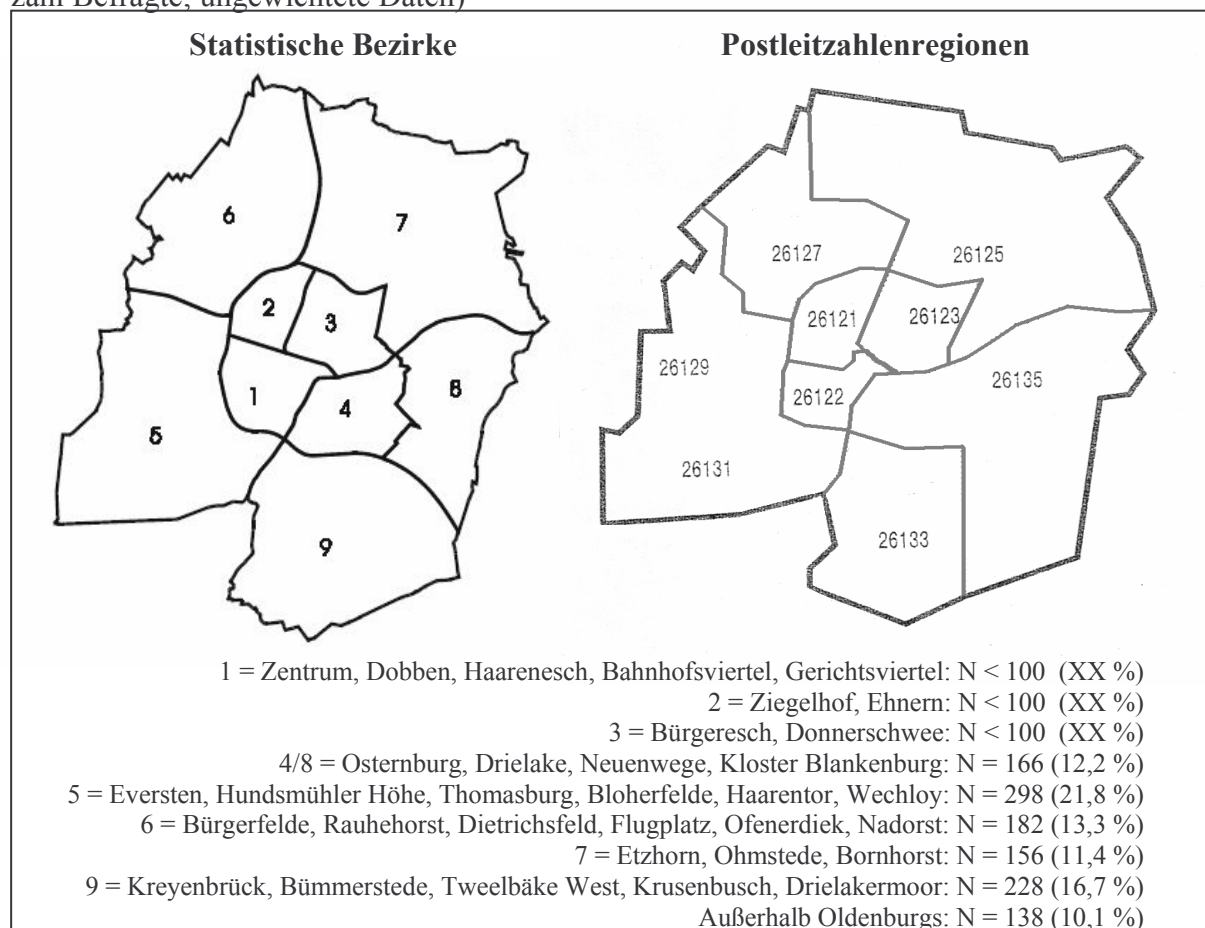 zahl Befragte; ungewichtete Daten)
Statistische Bezirke
Postleitzahlenregionen
6
7
2
3
1
4
8
5
9
26127
26125
26121
26123
26129
26122
26135
26131
26133
1 = Zentrum, Dobben, Haarenesch, Bahnhofsviertel, Gerichtsviertel: N < 100 (XX %)
2 = Ziegelhof, Ehnern: N < 100 (XX %)
3 = Bürgeresch, Donnerschwee: N < 100 (XX %)
4/8 = Osternburg, Drielake, Neuenwege, Kloster Blankenburg: N = 166 (12,2 %)
5 = Eversten, Hundsmühler Höhe, Thomasburg, Bloherfelde, Haarentor, Wechloy: N = 298 (21,8 %)
6 = Bürgerfelde, Rauhehorst, Dietrichsfeld, Flugplatz, Ofenerdiek, Nadorst: N = 182 (13,3 %)
7 = Etzhorn, Ohmstede, Bornhorst: N = 156 (11,4 %)
9 = Kreyenbrück, Bümmerstede, Tweelbäke West, Krusenbusch, Drielakermoor: N = 228 (16,7 %)
Außerhalb Oldenburgs: N = 138 (10,1 %)